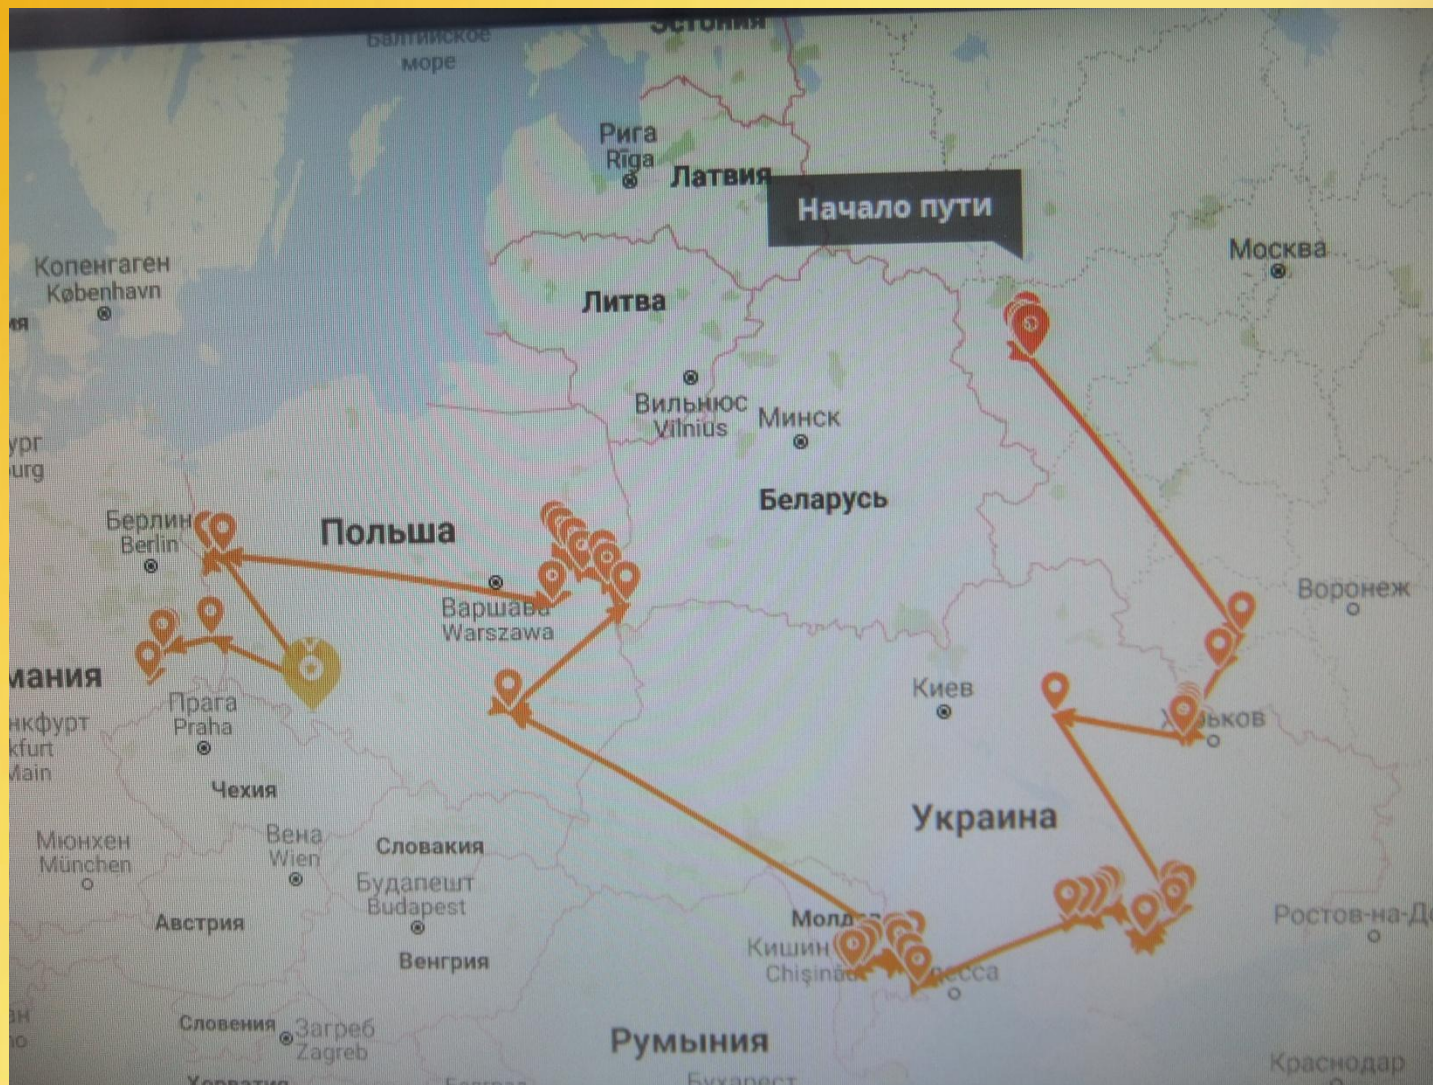 Эстония
Балтийское
море
Рига
Rīga
Латвия
Начало пути
Москва
Копенгаген
København
Литва
Вильнюс
Vilnius
Минск
Беларусь
Берлин
Berlin
Польша
Варшава
Warszawa
Воронеж
Прага
Praha
Киев
Чехия
Украина
Мюнхен
München
Вена
Wien
Словакия
Будапешт
Budapest
Австрия
Венгрия
Словения
Загреб
Zagreb
Румыния
Краснодар